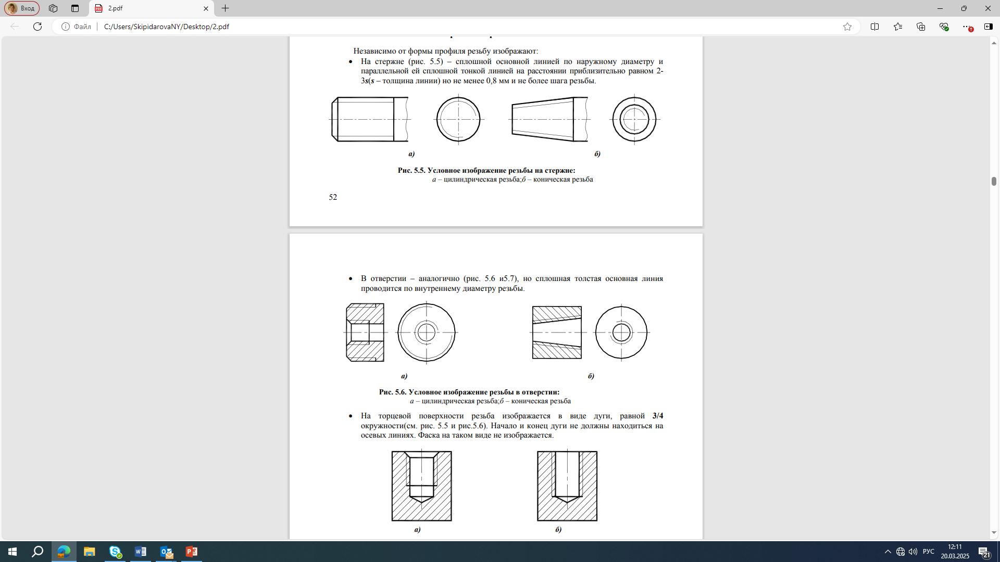 Вход
2.pdf
Файл
C:/Users/SkipidarovaNY/Desktop/2.pdf
Независимо от формы профиля резьбу изображают:
• На стержне (рис. 5.5) – сплошной основной линией по наружному диаметру и
параллельной ей сплошной тонкой линией на расстоянии приблизительно равном 2-
3s(s – толщина линии) но не менее 0,8 мм и не более шага резьбы.
а) б)
Рис. 5.5. Условное изображение резьбы на стержне:
а – цилиндрическая резьба;б – коническая резьба
52
• В отверстии – аналогично (рис. 5.6 и5.7), но сплошная толстая основная линия
проводится по внутреннему диаметру резьбы.
а) б)
Рис. 5.6. Условное изображение резьбы в отверстии:
а – цилиндрическая резьба;б – коническая резьба
• На торцевой поверхности резьба изображается в виде дуги, равной 3/4
окружности(см. рис. 5.5 и рис.5.6). Начало и конец дуги не должны находиться на
осевых линиях. Фаска на таком виде не изображается.
а) б)
РУС
12:11
20.03.2025
21